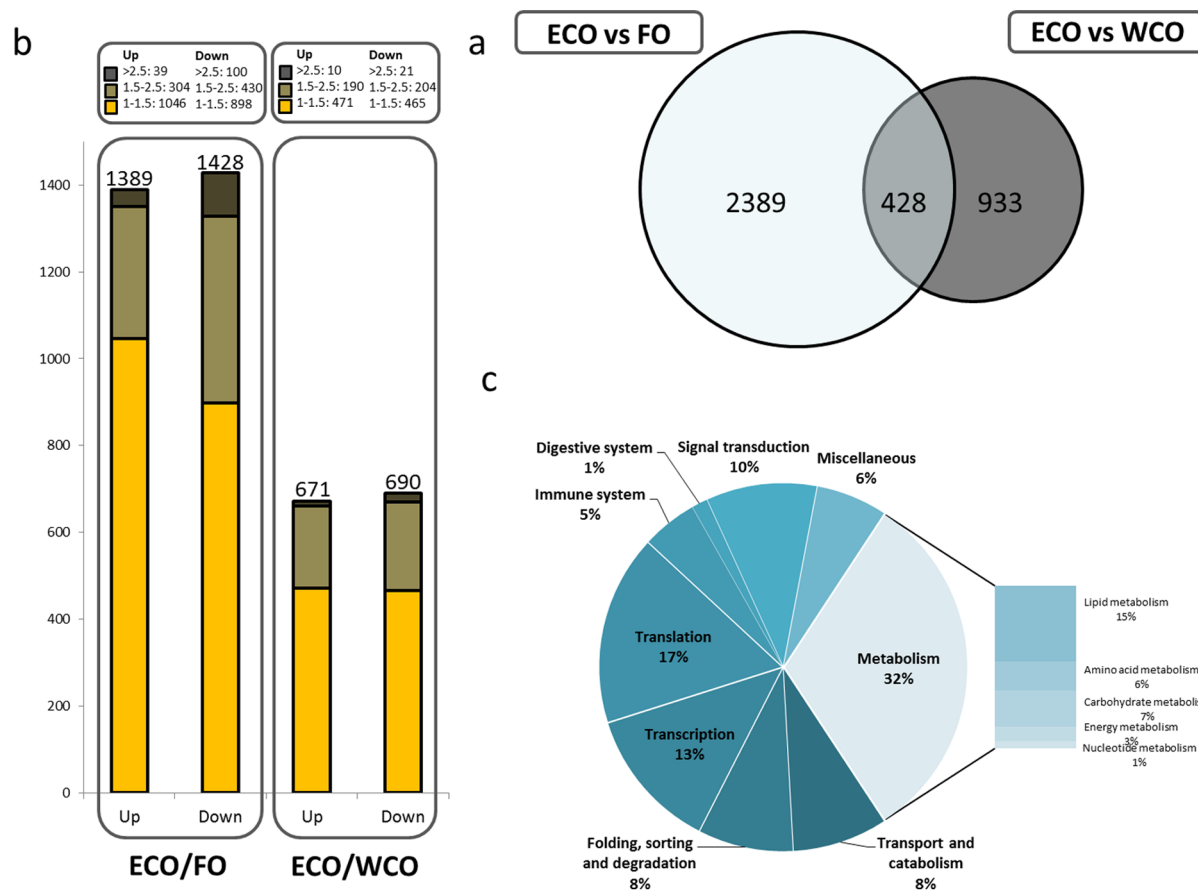 b
Up Down
>2.5: 39 >2.5: 100
1.5-2.5: 304 1.5-2.5: 430
1-1.5: 1046 1-1.5: 898
Up Down
>2.5: 10 >2.5: 21
1.5-2.5: 190 1.5-2.5: 204
1-1.5: 471 1-1.5: 465
1400
1200
1000
800
600
400
200
0
1389
1428
671
690
Up Down Up Down
ECO/FO ECO/WCO
a
ECO vs FO
ECO vs WCO
2389 428 933
c
Digestive system
1%
Signal transduction
10%
Miscellaneous
6%
Immune system
5%
Translation
17%
Metabolism
32%
Transcription
13%
Folding, sorting
and degradation
8%
Transport and
catabolism
8%
Lipid metabolism
15%
Amino acid metabolism
6%
Carbohydrate metabolis
7%
Energy metabolism
3%
Nucleotide metabolism
1%